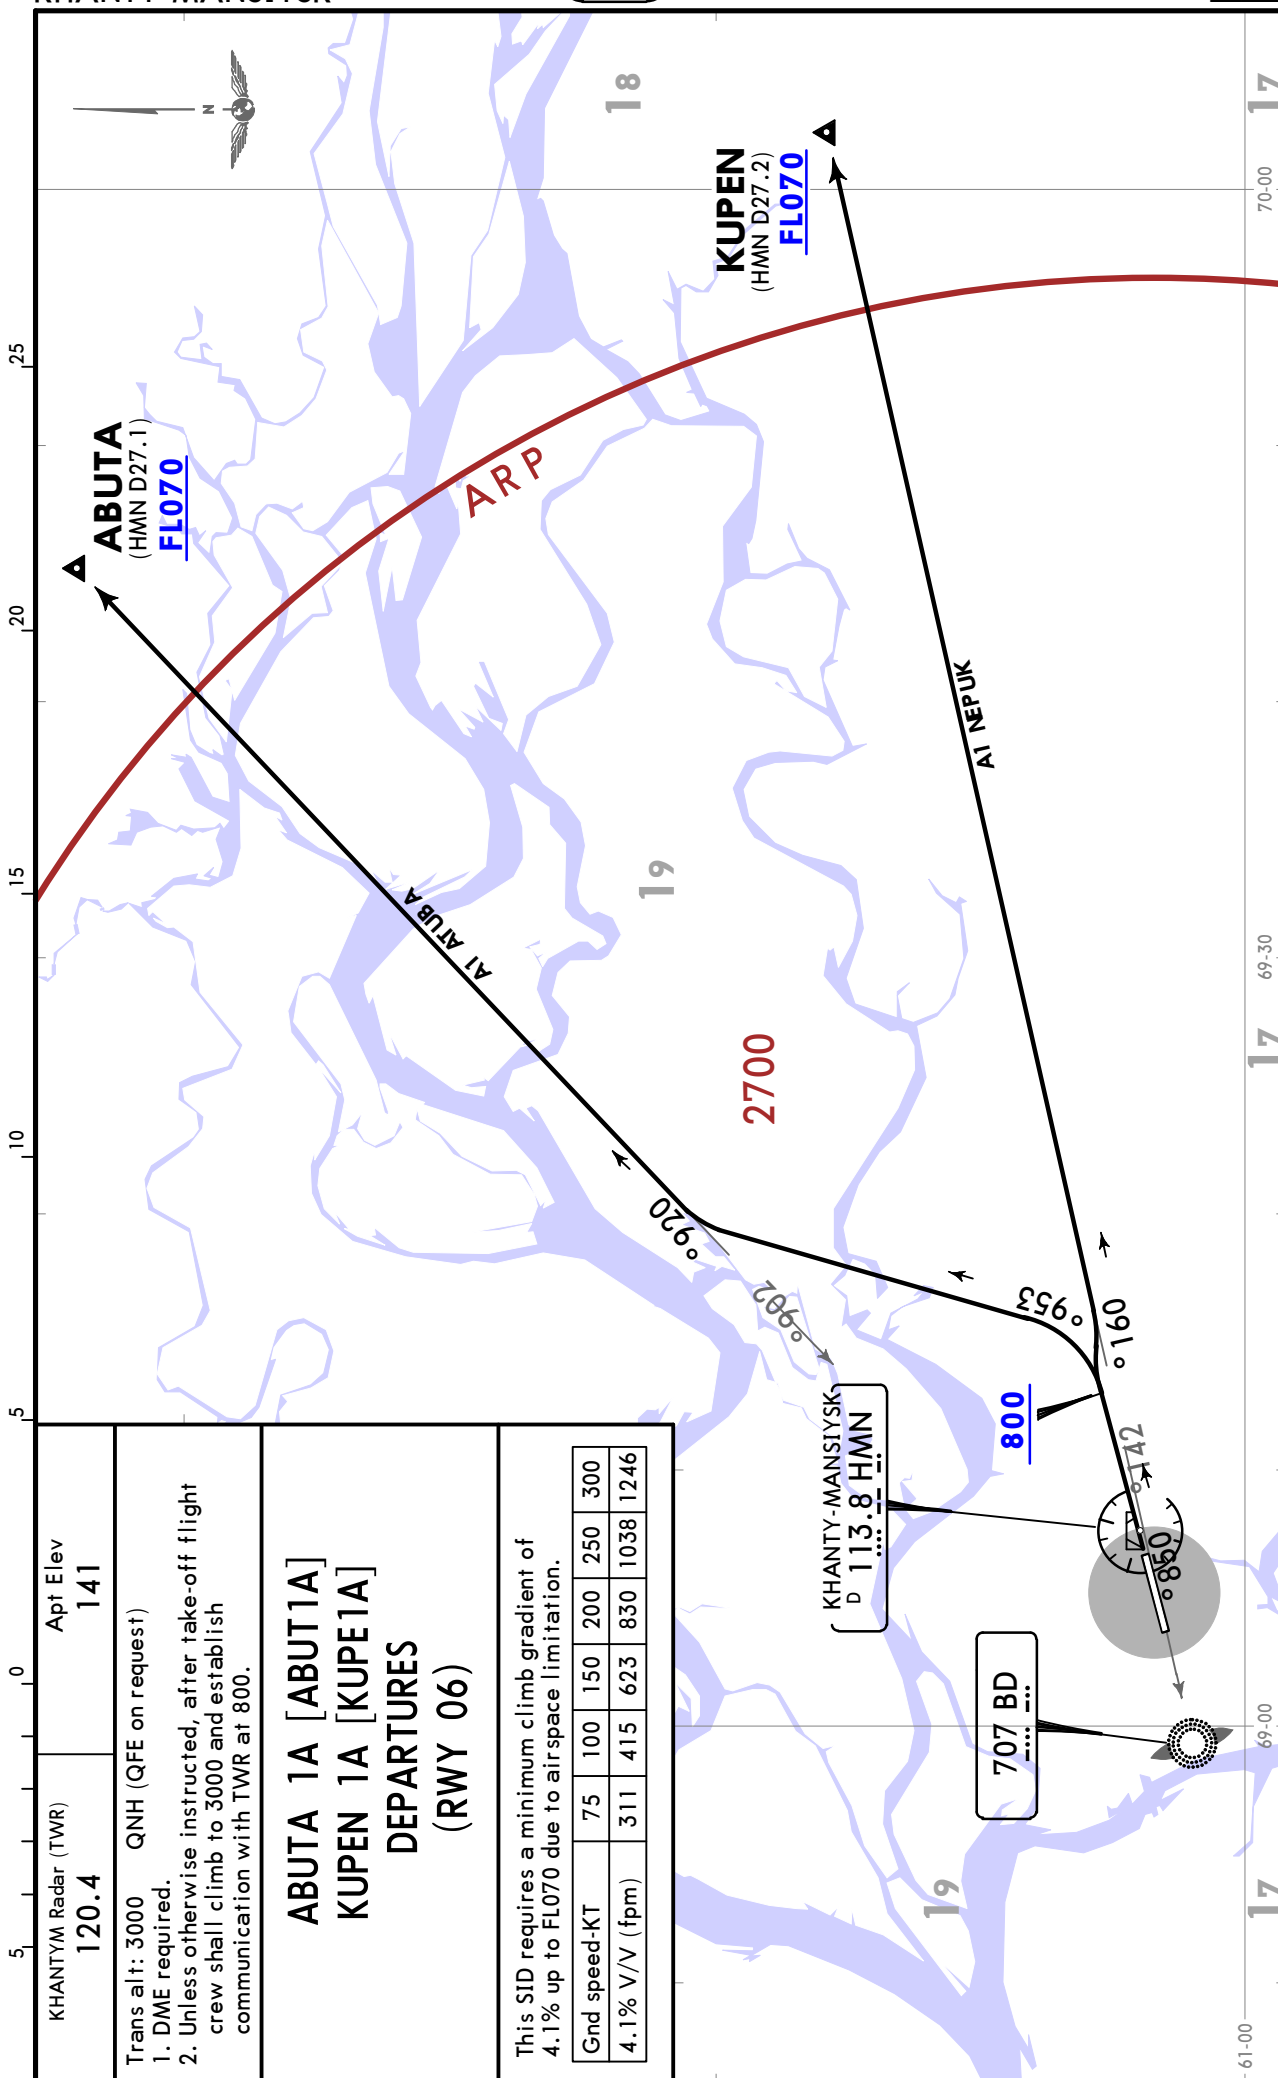 KHANTYM Radar (TWR)
120.4
Apt Elev
141
Trans alt: 3000 QNH (QFE on request)
1. DME required.
2. Unless otherwise instructed, after take-off flight
crew shall climb to 3000 and establish
communication with TWR at 800.
ABUTA 1A [ABUT1A]
KUPEN 1A [KUPE1A]
DEPARTURES
(RWY 06)
This SID requires a minimum climb gradient of
4.1% up to FL070 due to airspace limitation.
Gnd speed-KT 75 100 150 200 250 300
4.1% V/V (fpm) 311 415 623 830 1038 1246
5 0 5 10 15 20 25
N
ABUTA
(HMN D27.1)
FL070
KUPEN
(HMN D27.2)
FL070
ARP
A1 ATUBA
A1 NEPUK
2700
°920
°902
°953
°160
°142
°850
800
KHANTY-MANSIYSK
D 113.8 HMN
707 BD
18
19
17
17
19
17
70-00
69-30
69-00
61-00